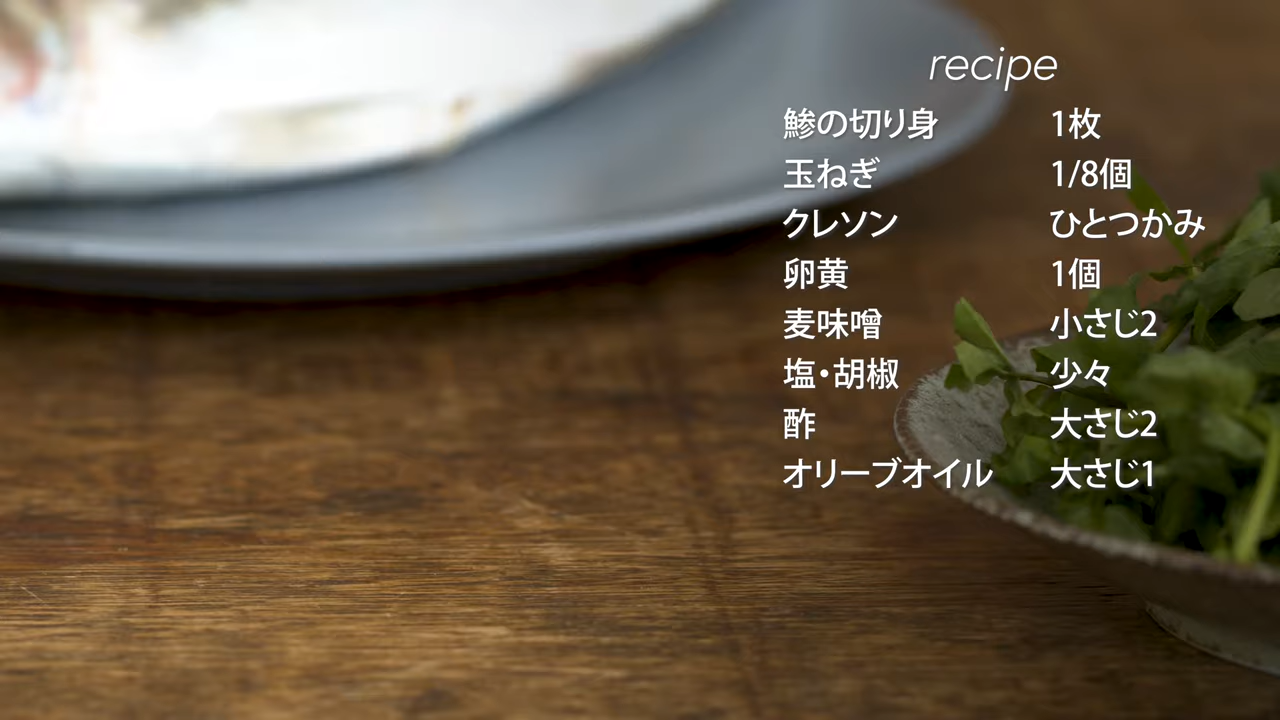 recipe
鯵の切り身 1枚
玉ねぎ 1/8個
クレソン ひとつかみ
卵黄 1個
麦味噌 小さじ2
塩・胡椒 少々
酢 大さじ2
オリーブオイル 大さじ1